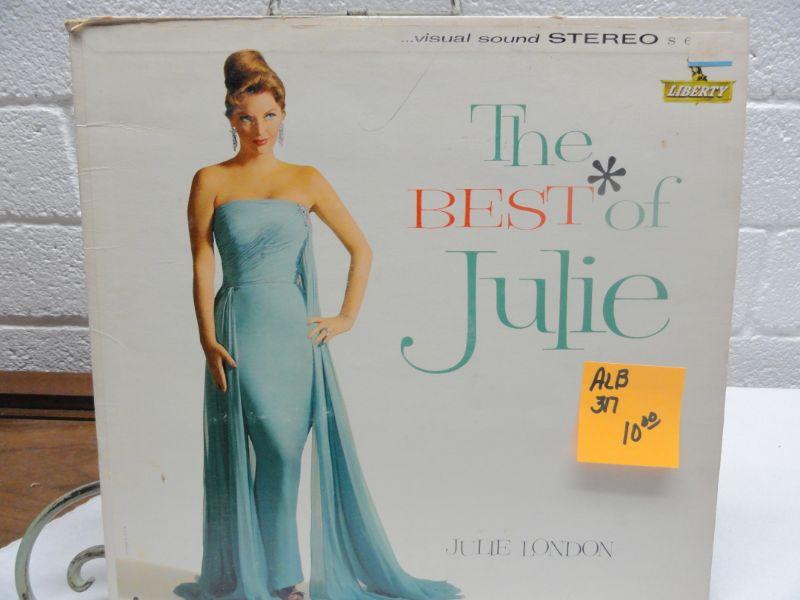 ...visual sound STEREO
LIBERTY
The
BEST* of
Julie
ALB
317
10.00
JULIE LONDON